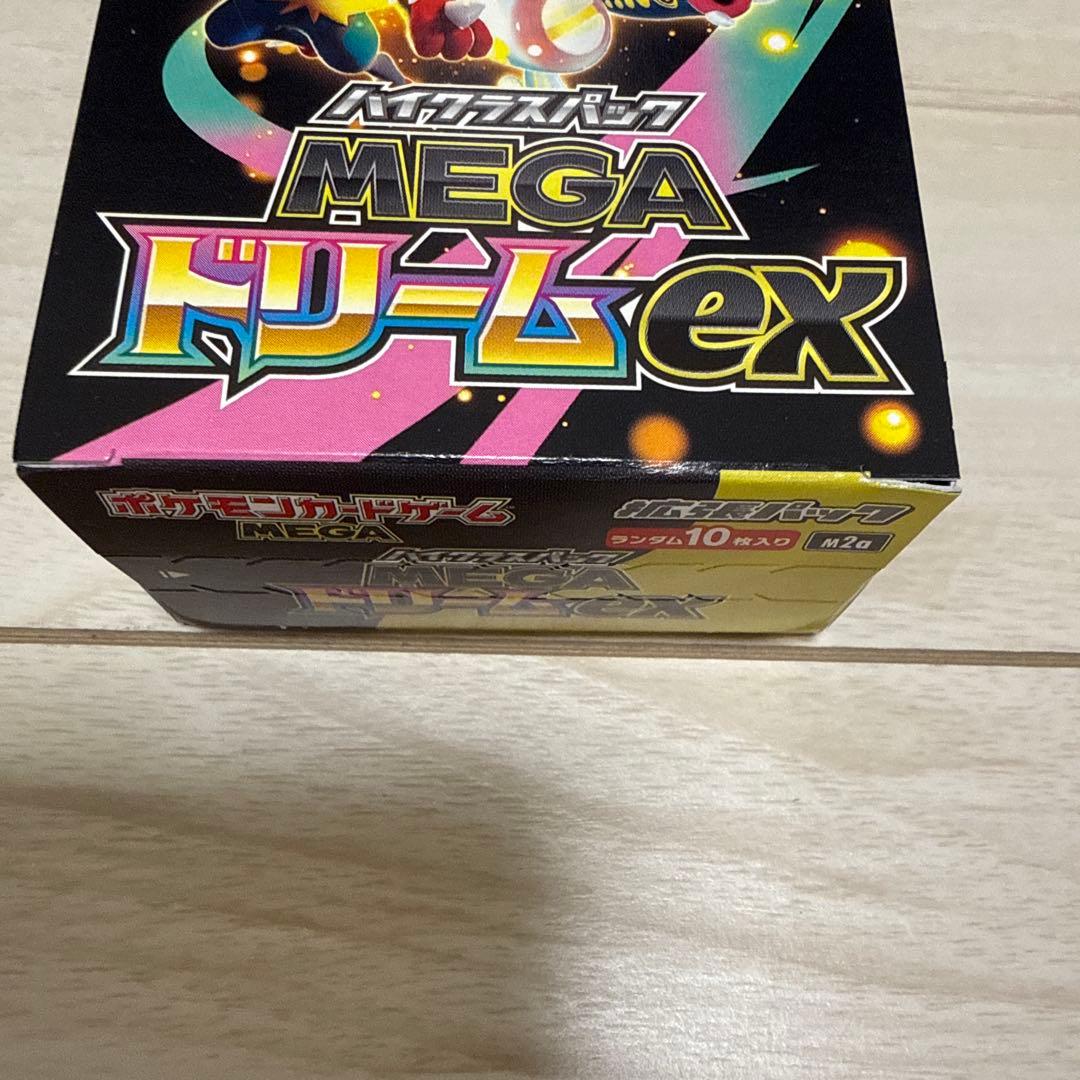 ハイクラスパック
MEGA
ドリームex
ポケモンカードゲーム
MEGA
拡張パック
ランダム10枚入り
M2a
ハイクラスパック
MEGA
ドリームex